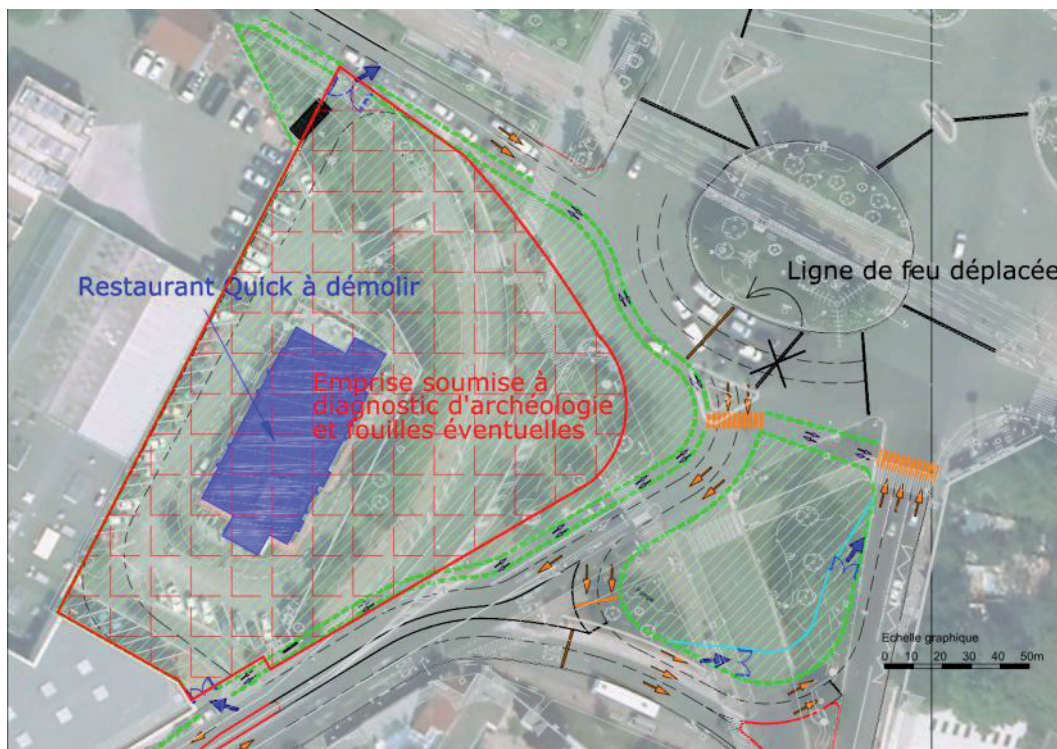 Ligne de feu déplacée
Restaurant Quick à démolir
Emprise soumise à
diagnostic d'archéologie
et fouilles éventuelles
Echelle graphique
0 10 20 30 40 50m